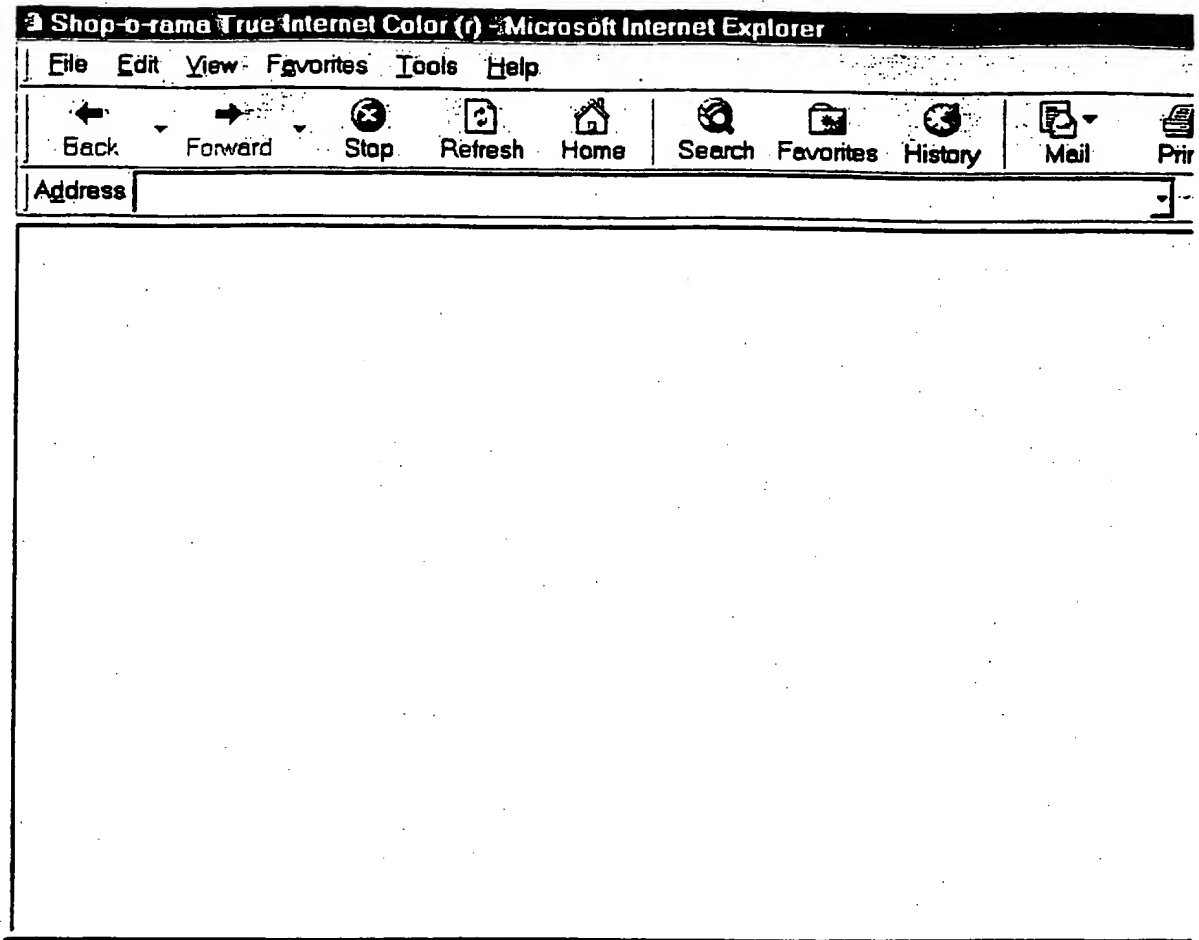 Shop-o-rama True Internet Color (r) - Microsoft Internet Explorer
File Edit View Favorites Tools Help
Back Forward Stop Refresh Home Search Favorites History Mail Prin
Address